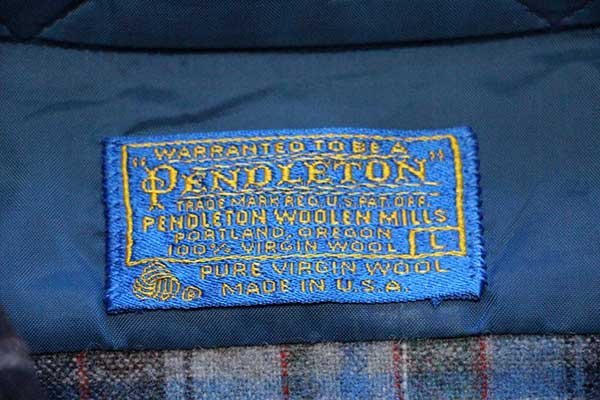 WARRANTED TO BE A
"PENDLETON"
TRADE MARK REG. U.S. PAT. OFF.
PENDLETON WOOLEN MILLS
PORTLAND, OREGON
100% VIRGIN WOOL L
PURE VIRGIN WOOL
® MADE IN U.S.A.